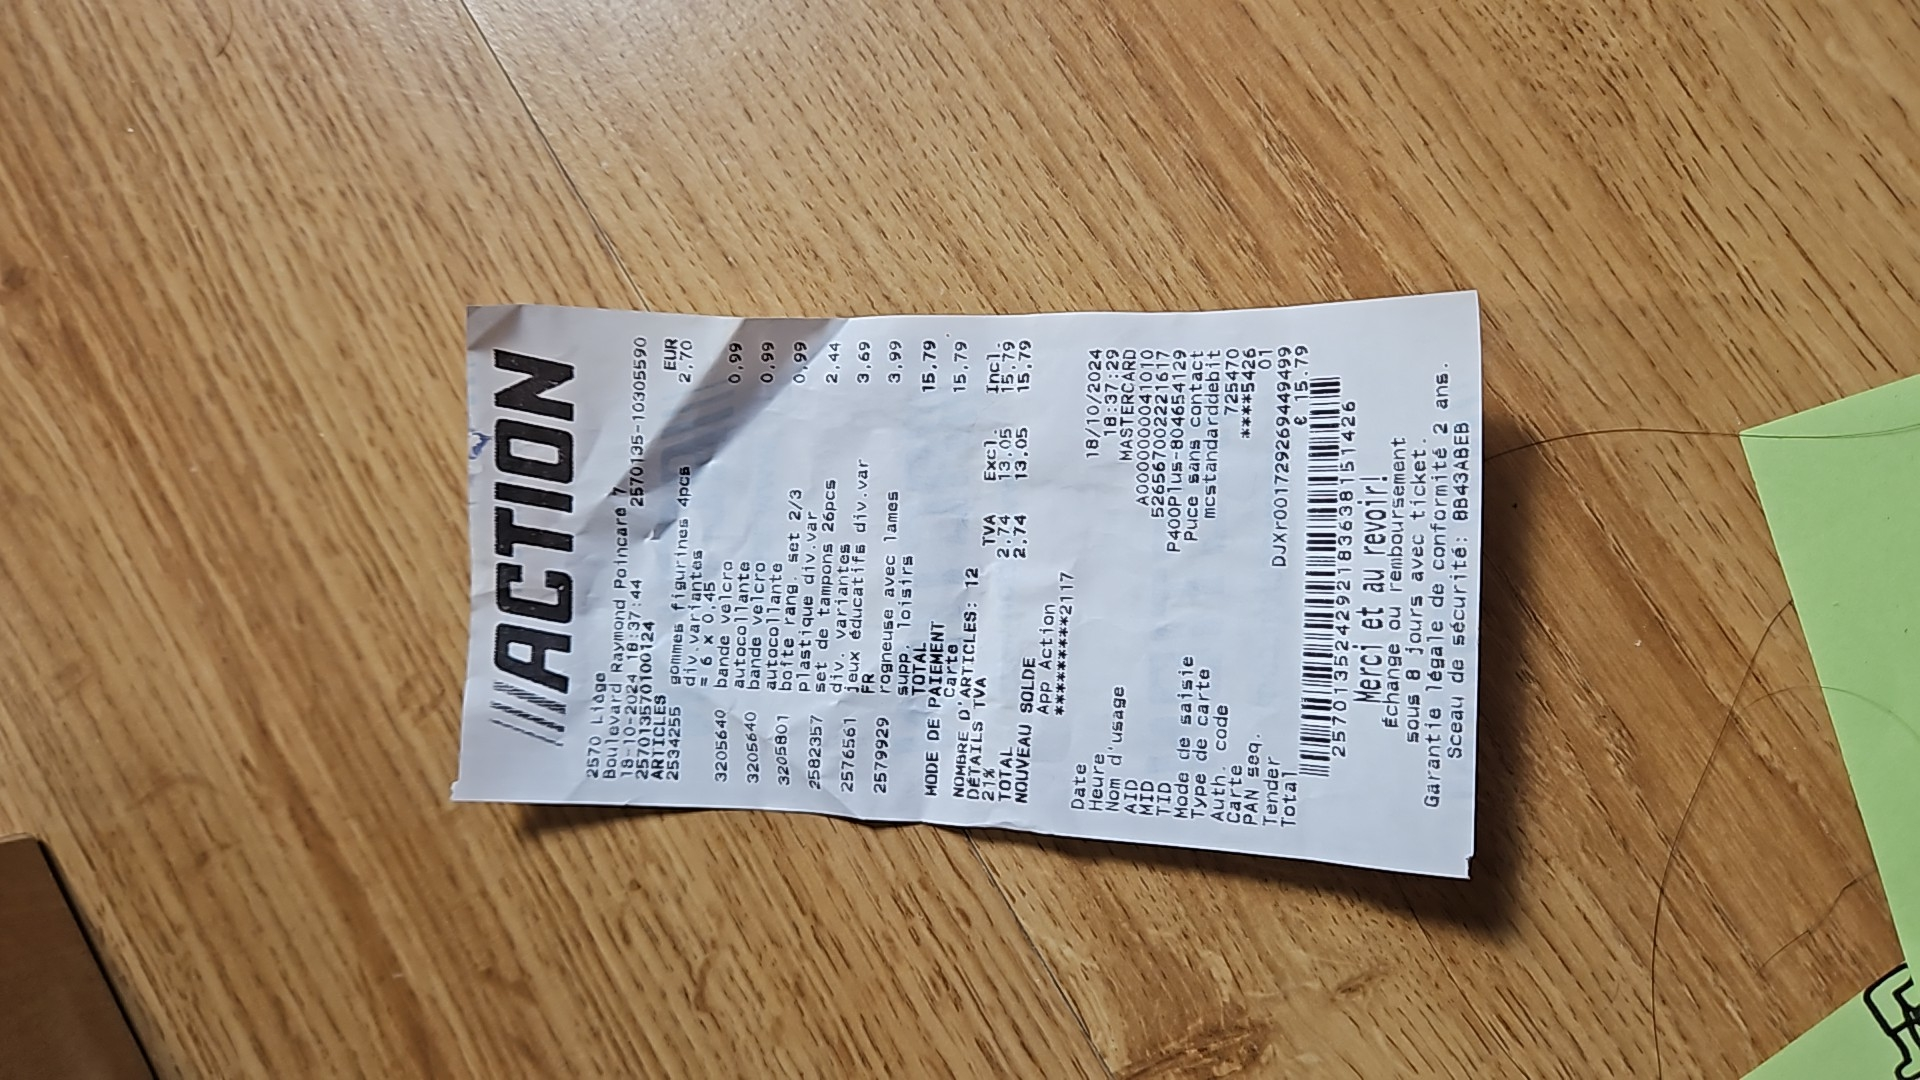 ACTION
2570 Liège
Boulevard Raymond Poincaré 7
18-10-2024 18:37:44 2570135-10305590
257013570100124
ARTICLES EUR
2534255 gommes figurines 4pcs 2,70
div.variantes
= 6 x 0,45
3205640 bande velcro 0,99
autocollante
3205640 bande velcro 0,99
autocollante
3205801 boîte rang. set 2/3 0,99
plastique div.var
2582357 set de tampons 26pcs 2,44
div. variantes
2576561 jeux éducatifs div.var 3,69
FR
2579929 rogneuse avec lames 3,99
supp. loisirs
TOTAL 15,79
MODE DE PAIEMENT
Carte 15,79
NOMBRE D'ARTICLES: 12
DÉTAILS TVA TVA Excl. Incl.
21% 2,74 13,05 15,79
TOTAL 2,74 13,05 15,79
NOUVEAU SOLDE
App Action
*********2117
Date 18/10/2024
Heure 18:37:29
Nom d'usage MASTERCARD
AID A0000000041010
MID 526567002221617
TID P400Plus-804654129
Mode de saisie Puce sans contact
Type de carte mcstandarddebit
Auth. code 725470
Carte ****5426
PAN seq. 01
Tender DJXr001729269449499
Total € 15.79
257013524292183638151426
Merci et au revoir!
Échange ou remboursement
sous 8 jours avec ticket.
Garantie légale de conformité 2 ans.
Sceau de sécurité: 8B43ABEB